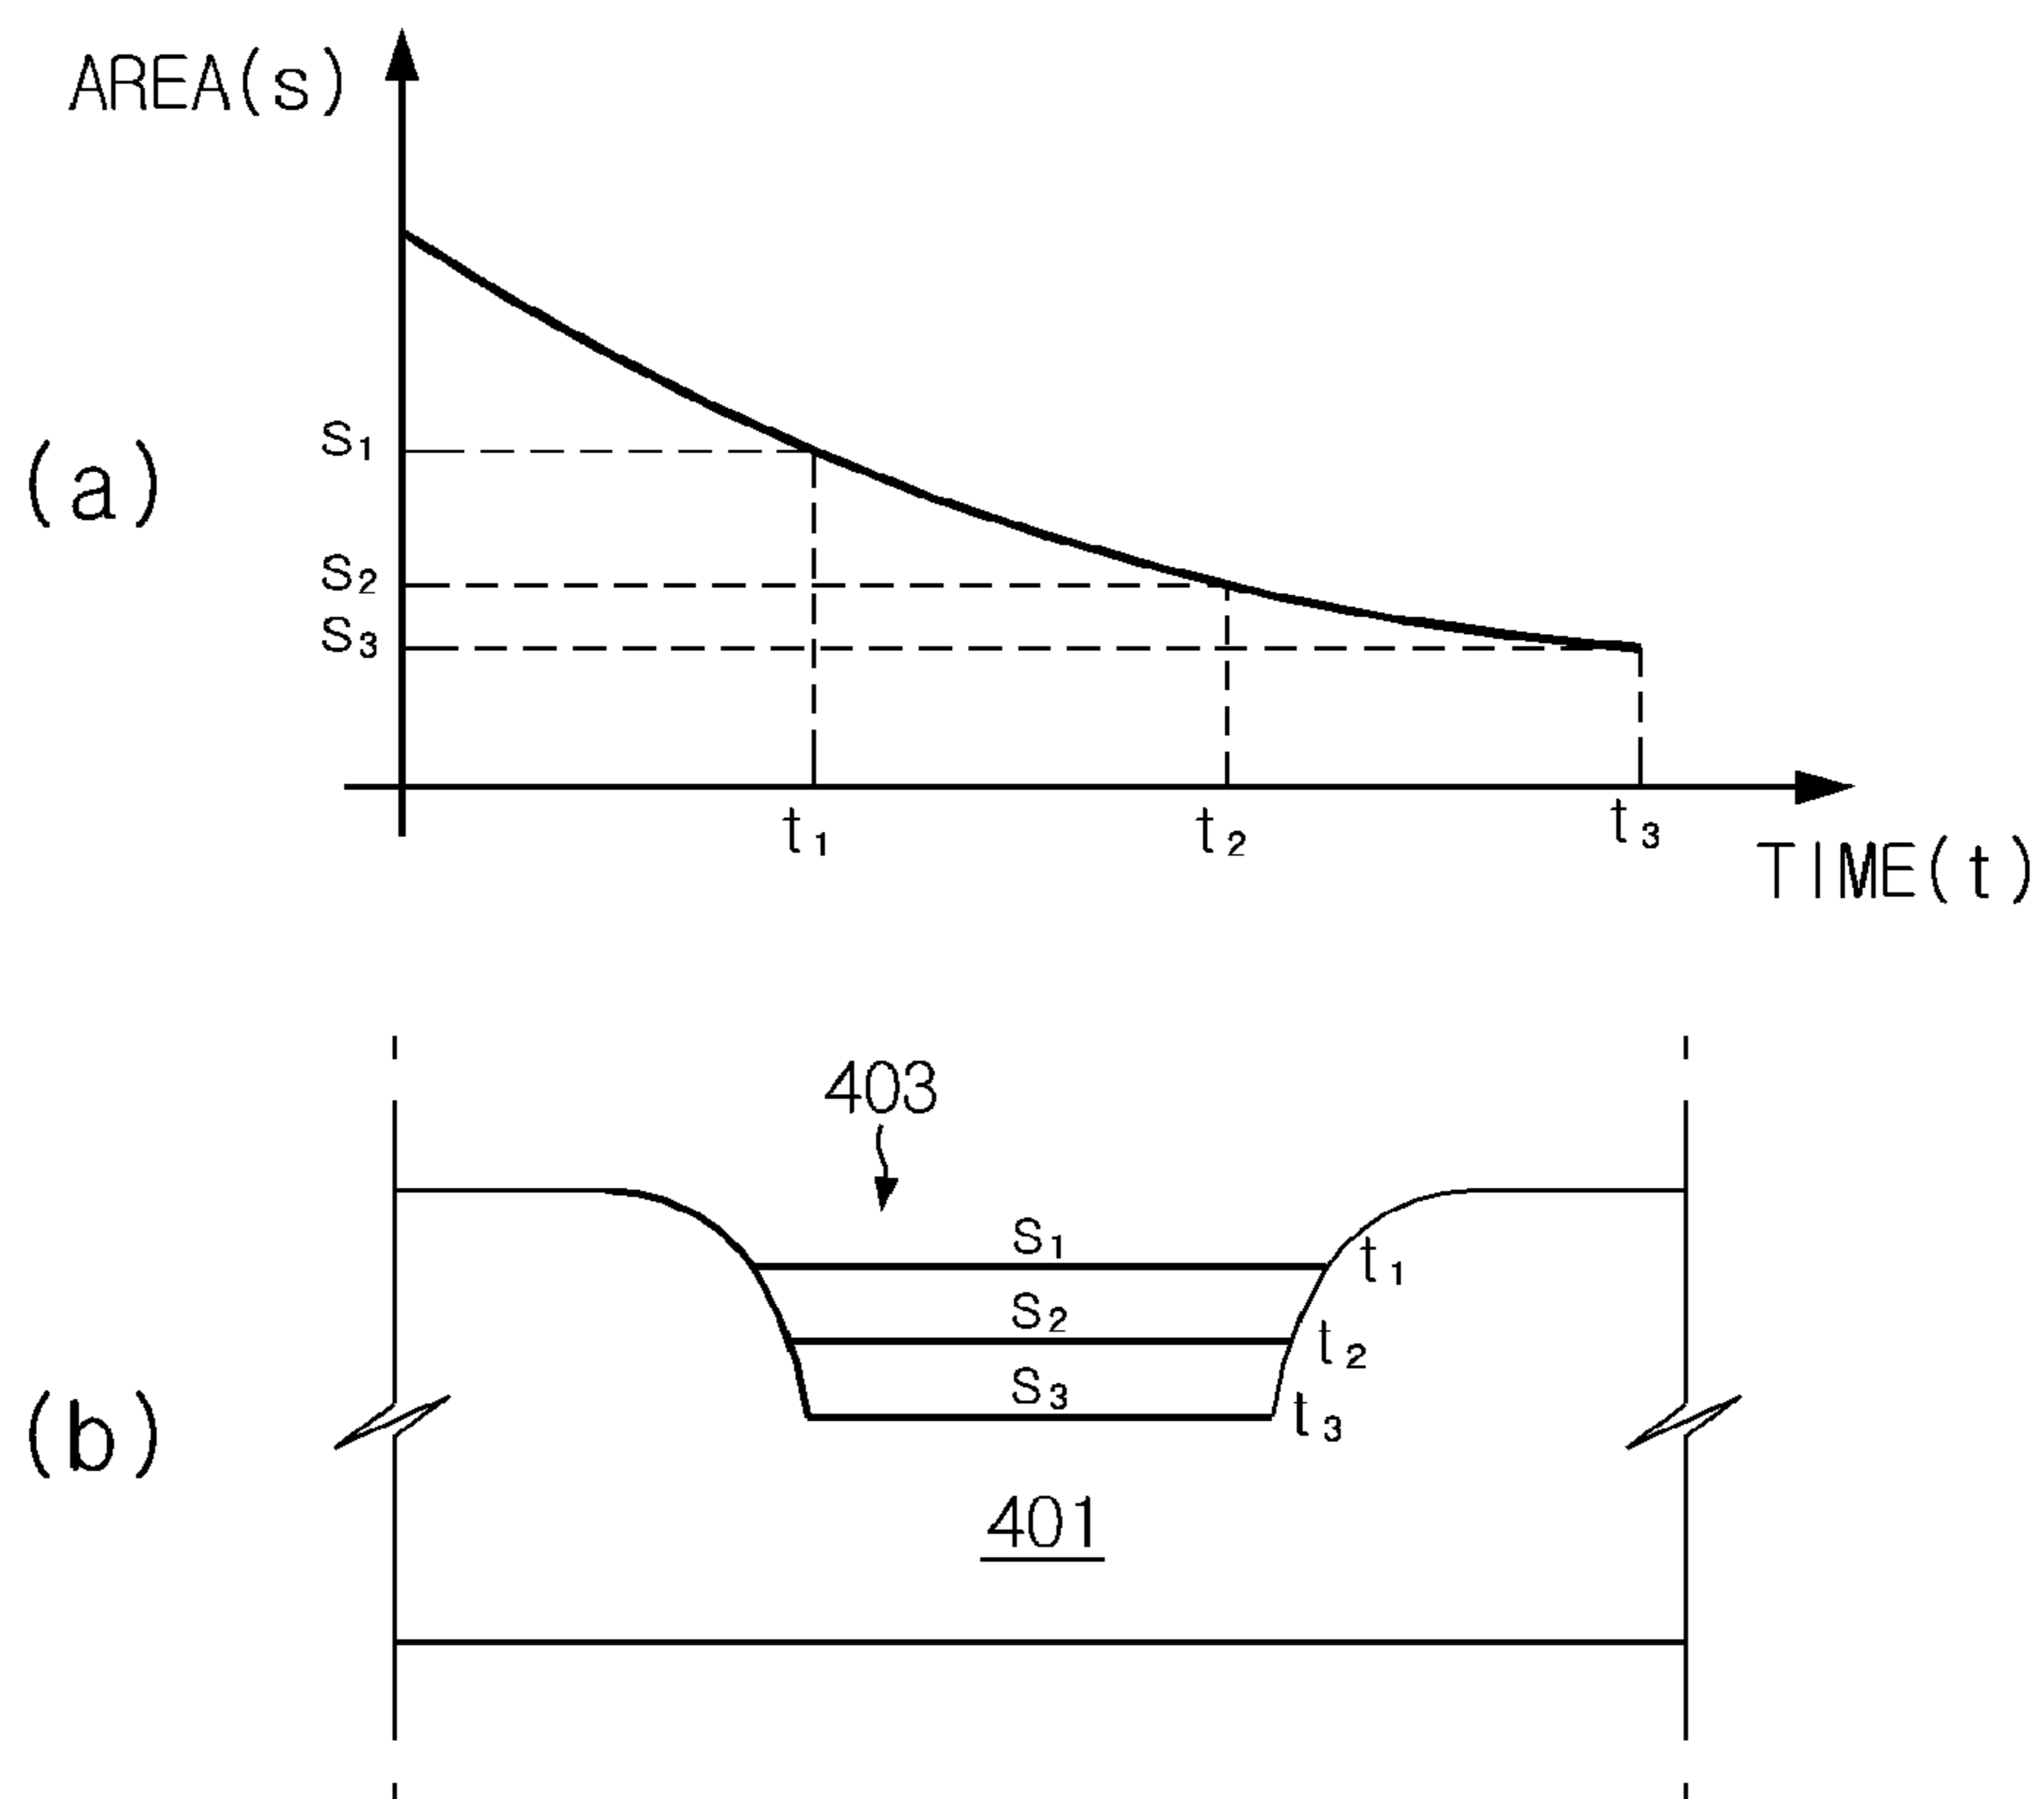 AREA(s)
S₁
(a)
S₂
S₃
t₁
t₂
t₃
TIME(t)
403
S₁
t₁
S₂
t₂
S₃
t₃
(b)
401